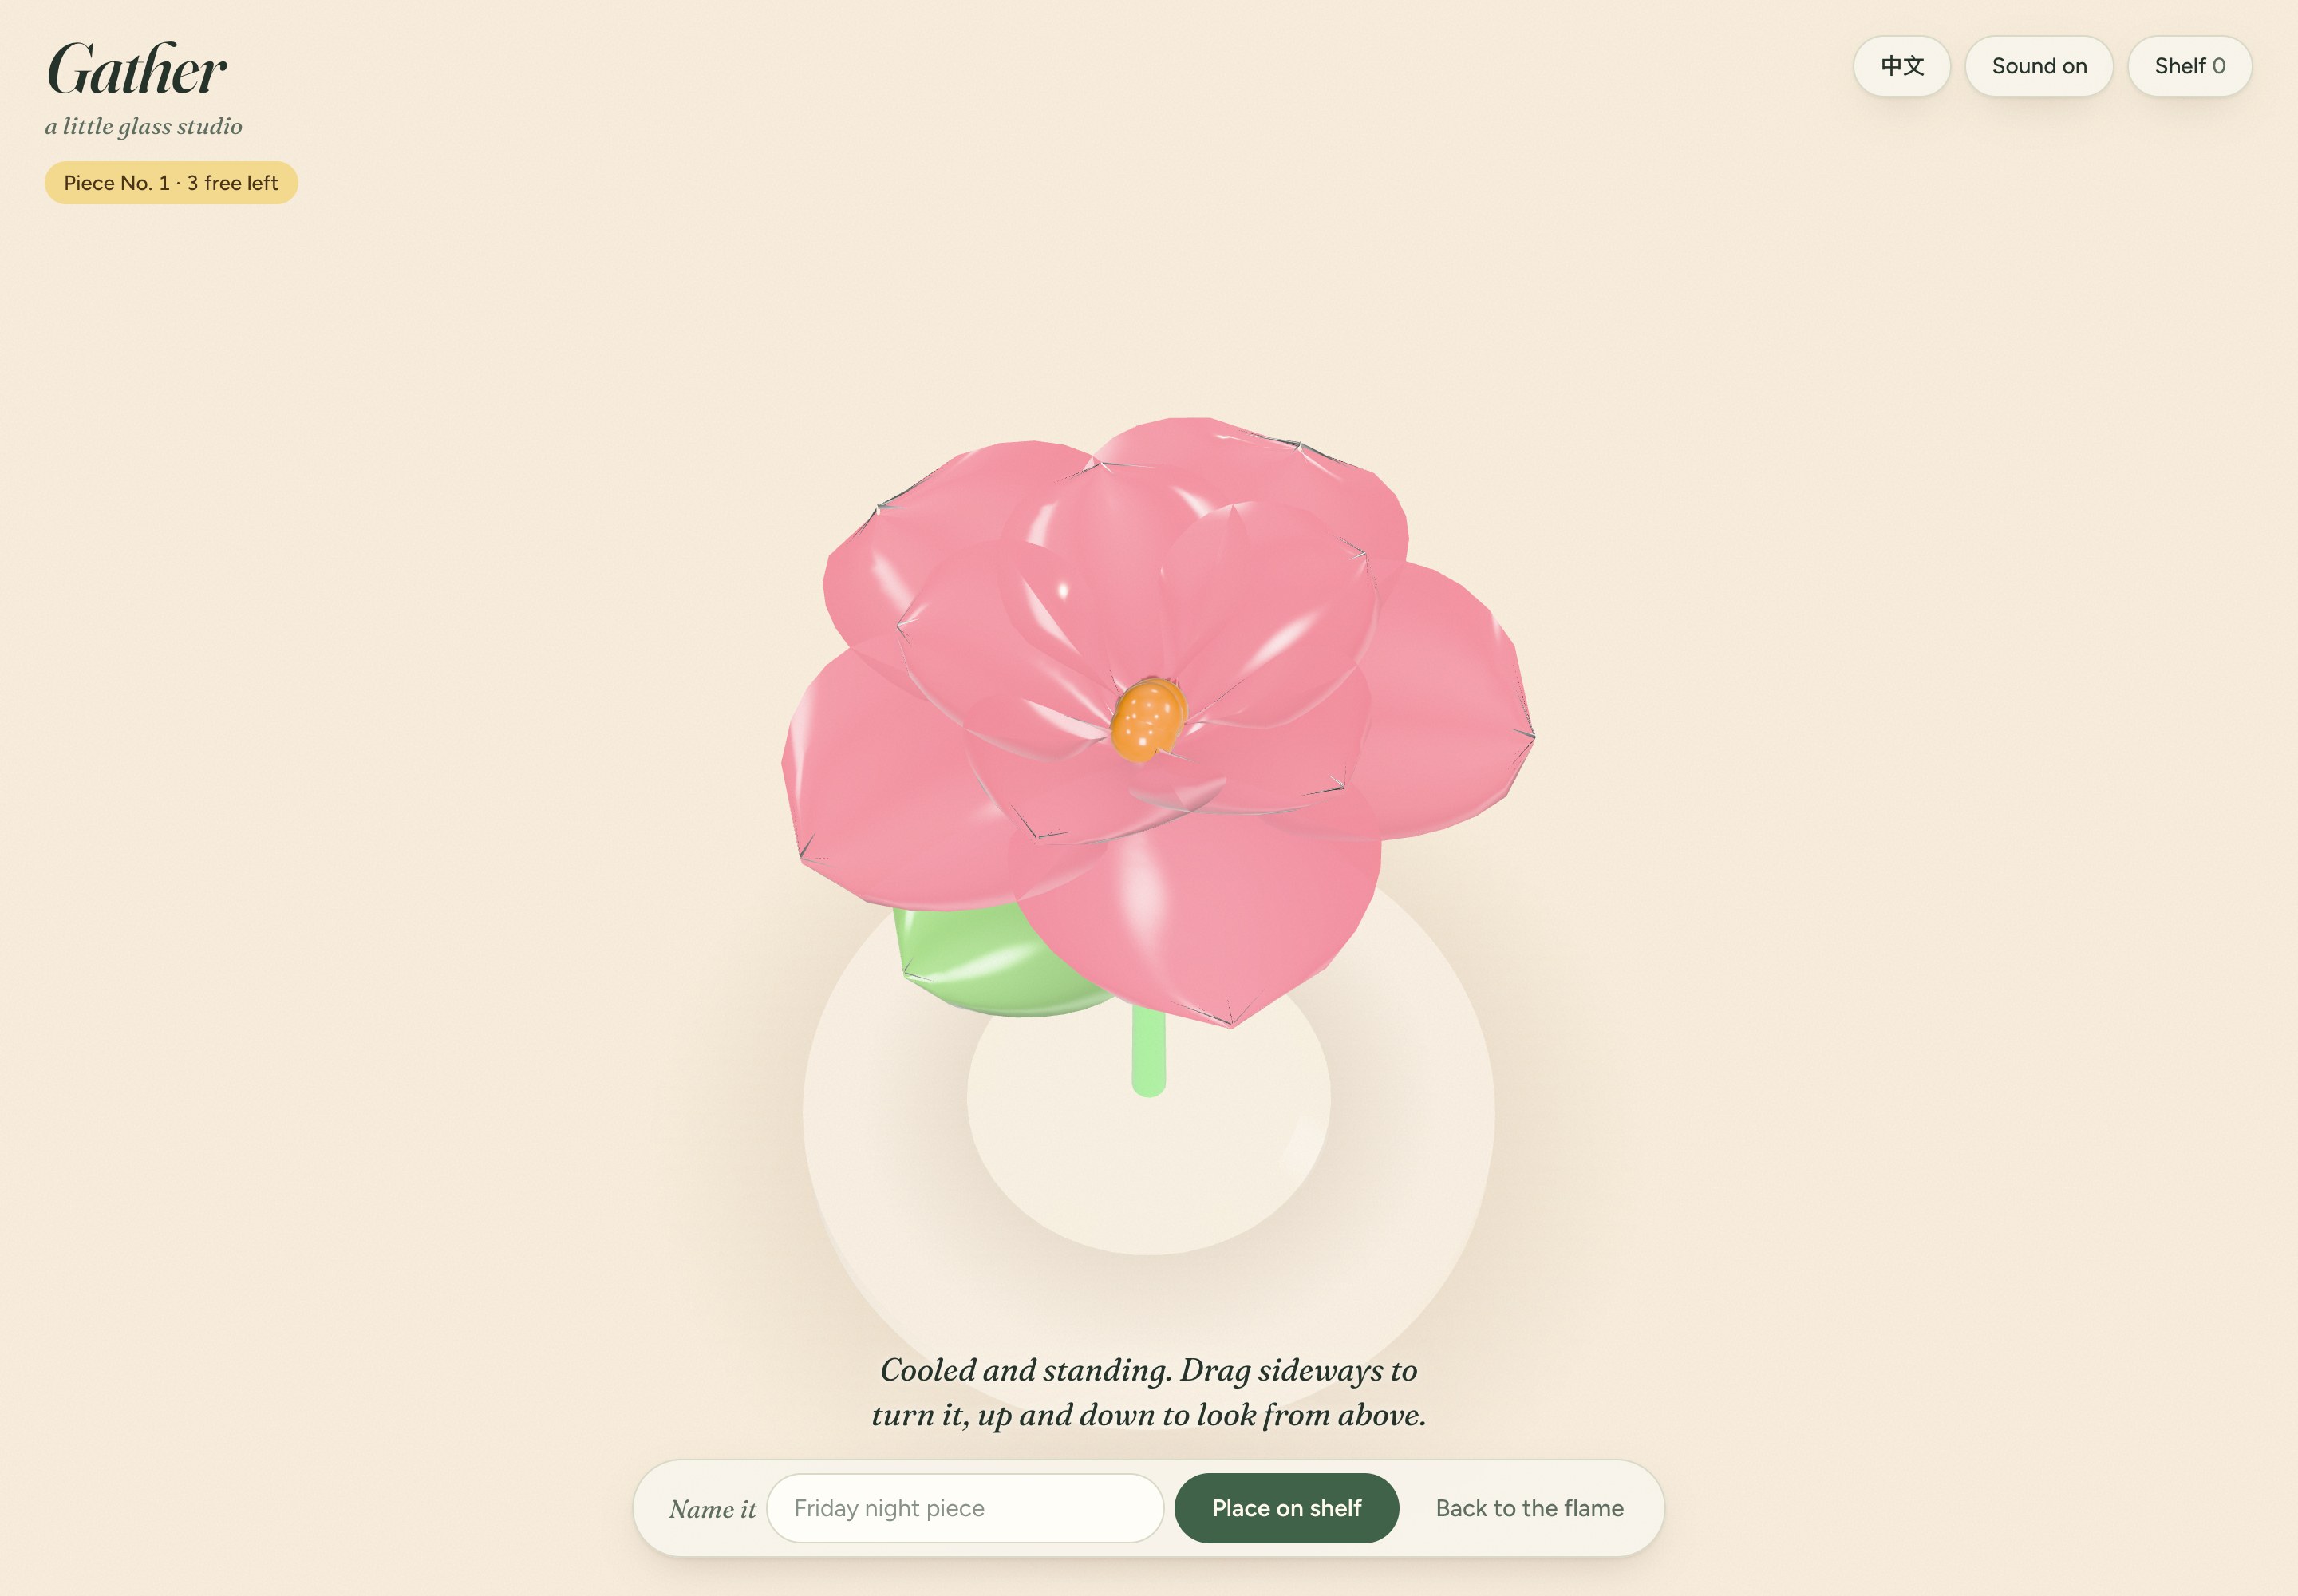 Gather
a little glass studio
Piece No. 1 · 3 free left
中文
Sound on
Shelf 0
Cooled and standing. Drag sideways to
turn it, up and down to look from above.
Name it
Friday night piece
Place on shelf
Back to the flame